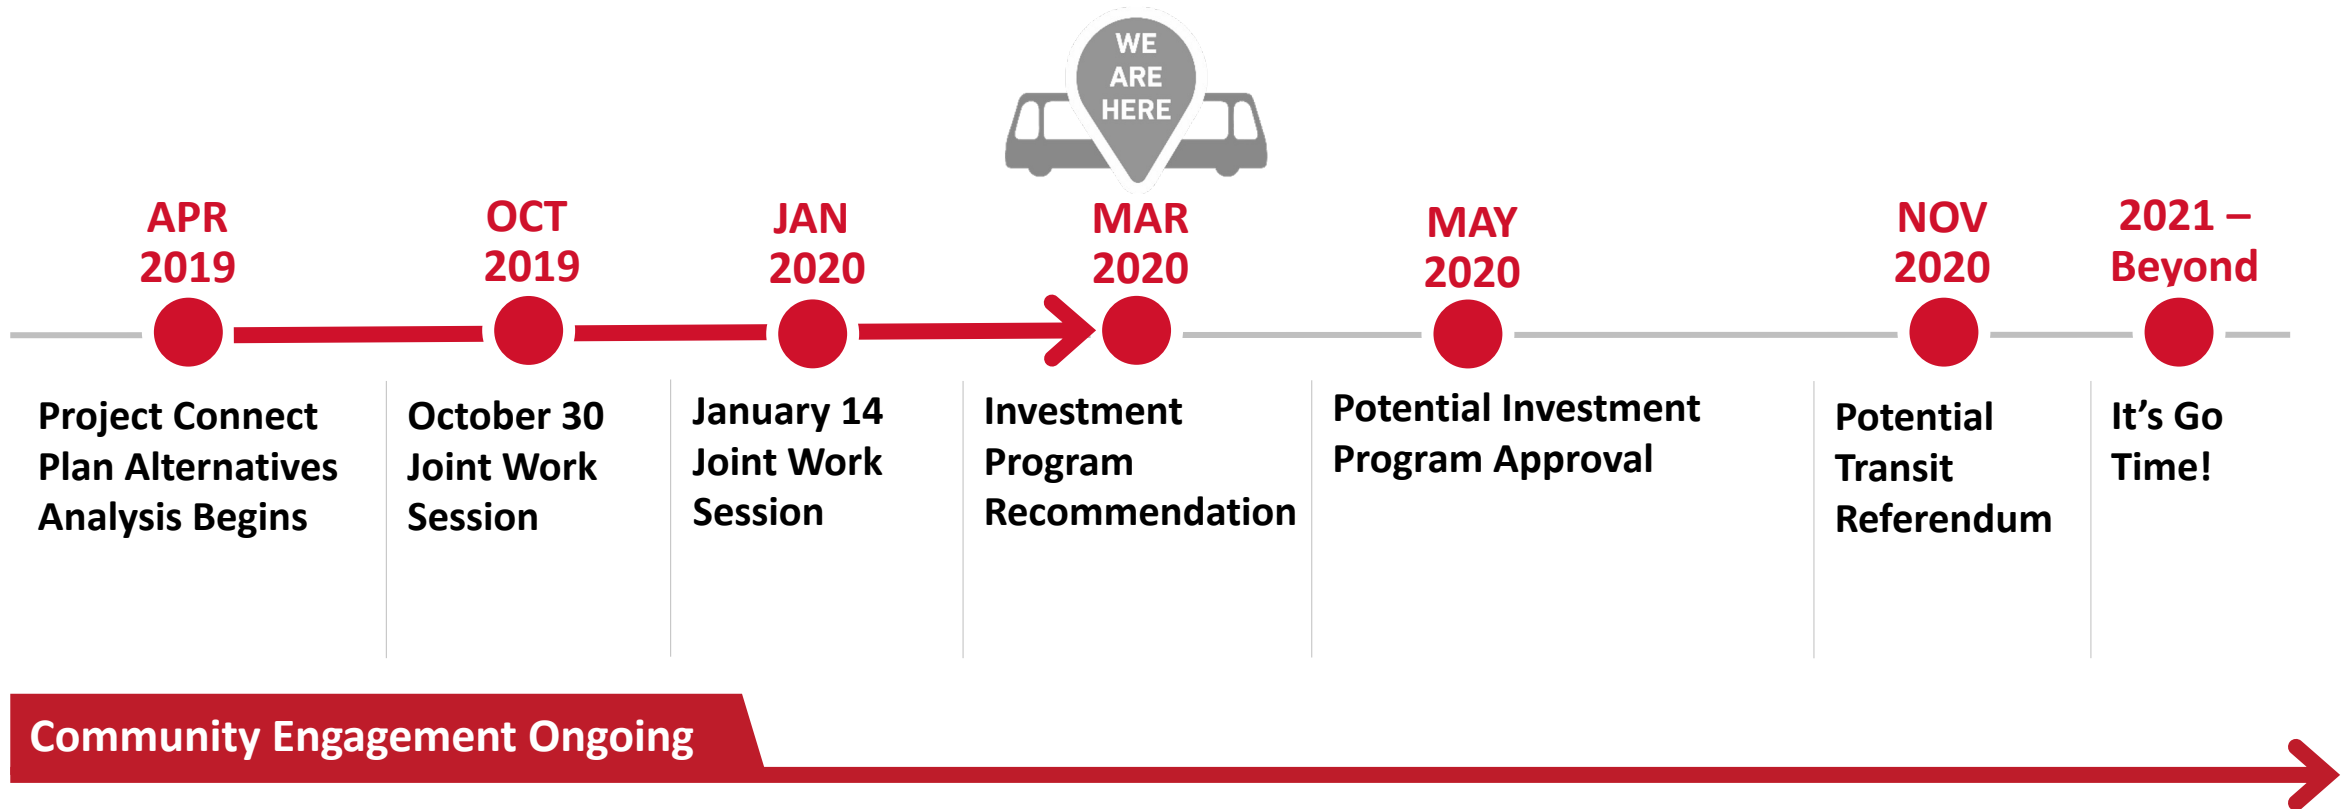 WE
ARE
HERE
APR
2019
OCT
2019
JAN
2020
MAR
2020
MAY
2020
NOV
2020
2021 –
Beyond
Project Connect
Plan Alternatives
Analysis Begins
October 30
Joint Work
Session
January 14
Joint Work
Session
Investment
Program
Recommendation
Potential Investment
Program Approval
Potential
Transit
Referendum
It’s Go
Time!
Community Engagement Ongoing